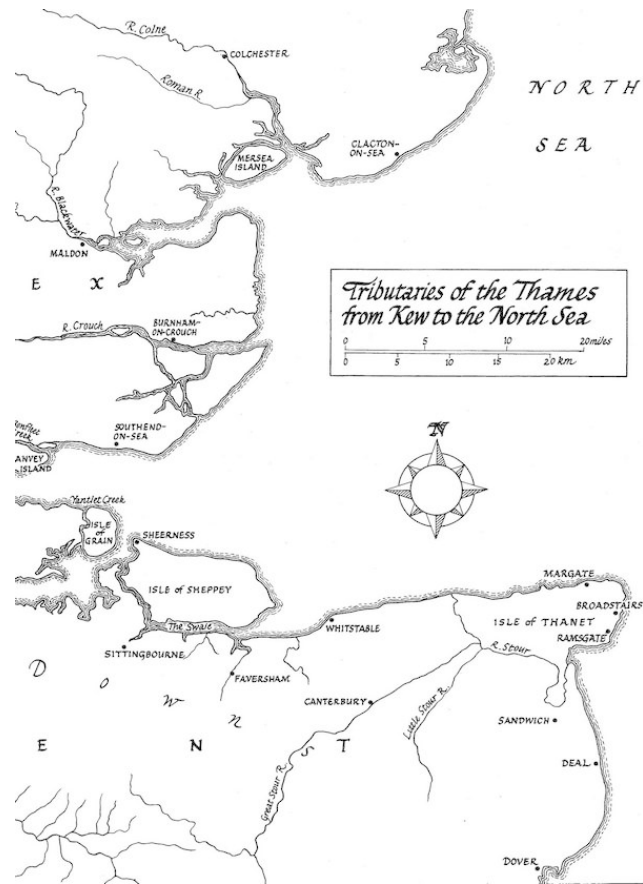 R. Colne
COLCHESTER
Roman R.
NORTH
SEA
CLACTON-
ON-SEA
MERSEA
ISLAND
R. Blackwater
MALDON
E X
Tributaries of the Thames
from Kew to the North Sea
0 5 10 20 miles
0 5 10 15 20 km
R. Crouch
BURNHAM-
ON-CROUCH
SOUTHEND-
ON-SEA
Creek
ANVEY
ISLAND
N
Yantlet Creek
ISLE
of
GRAIN
SHEERNESS
ISLE of SHEPPEY
MARGATE
BROADSTAIRS
ISLE of THANET
RAMSGATE
The Swale
WHITSTABLE
R. Stour
SITTINGBOURNE
FAVERSHAM
D o w n s
CANTERBURY
Little Stour R.
SANDWICH
E N T
DEAL
Great Stour R.
DOVER